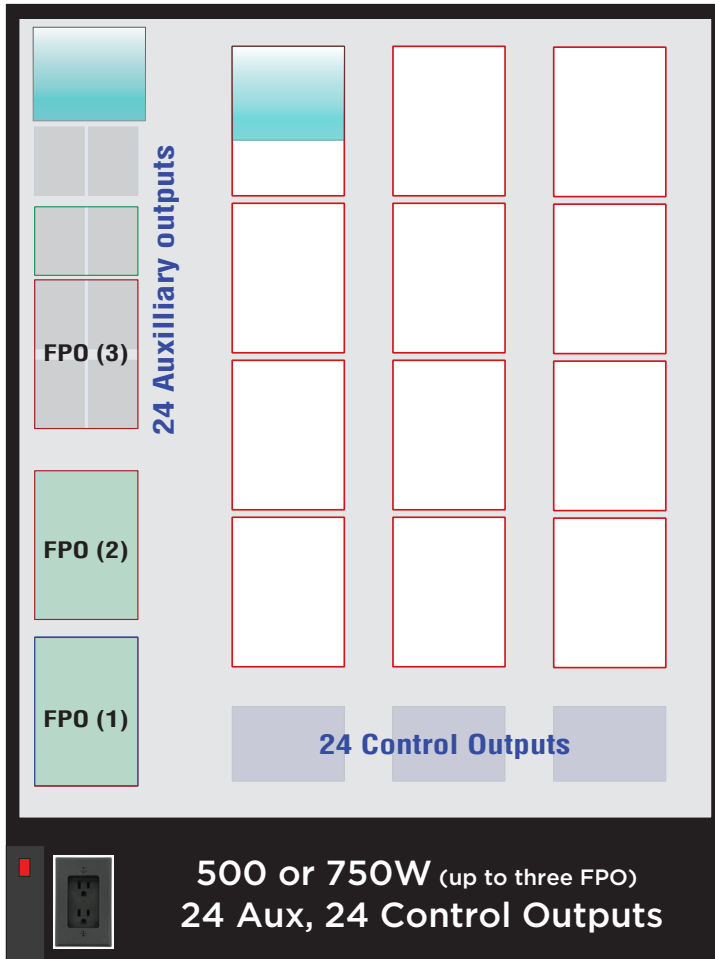 24 Auxilliary outputs
FPO (3)
FPO (2)
FPO (1)
24 Control Outputs
500 or 750W (up to three FPO)
24 Aux, 24 Control Outputs